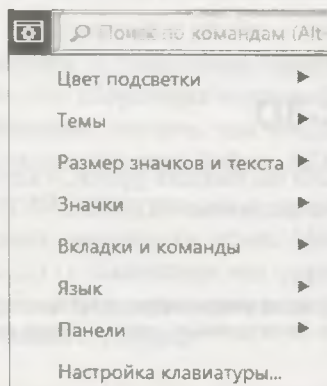 Поиск по командам (Alt-
Цвет подсветки
Темы
Размер значков и текста
Значки
Вкладки и команды
Язык
Панели
Настройка клавиатуры...